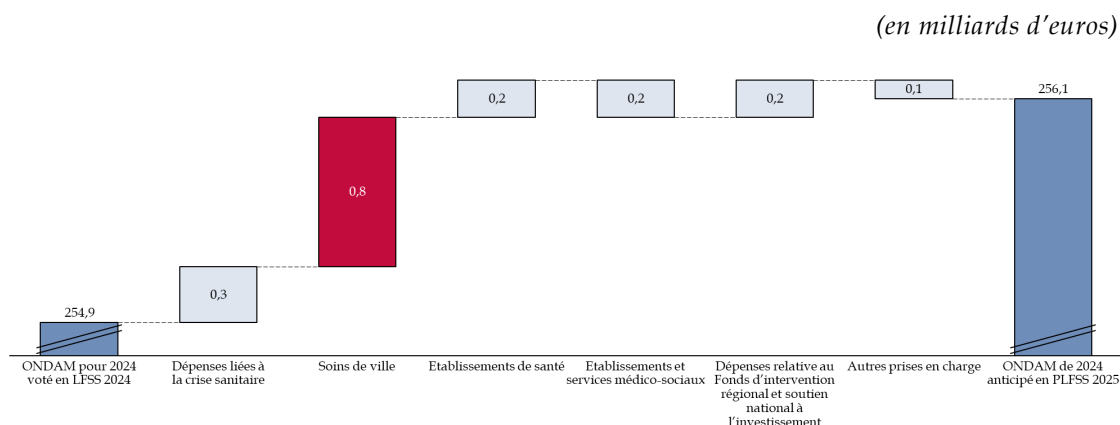 (en milliards d’euros)
254,9
0,3
0,8
0,2
0,2
0,2
0,1
256,1
ONDAM pour 2024
voté en LFSS 2024
Dépenses liées à
la crise sanitaire
Soins de ville
Etablissements de santé
Etablissements et
services médico-sociaux
Dépenses relative au
Fonds d’intervention
régional et soutien
national à
l’investissement
Autres prises en charge
ONDAM de 2024
anticipé en PLFSS 2025